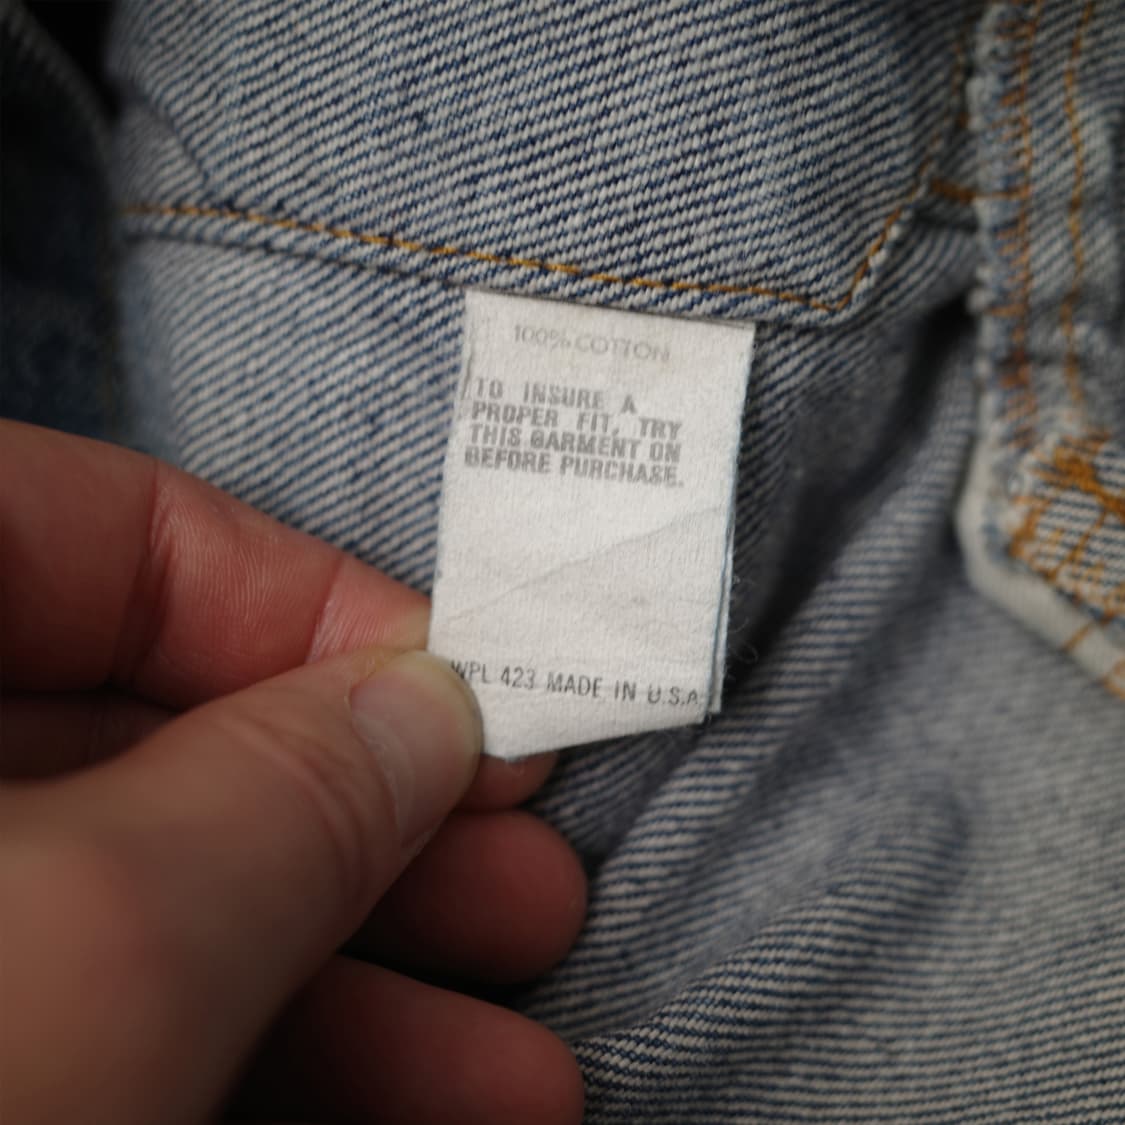 100% COTTON
TO INSURE A
PROPER FIT, TRY
THIS GARMENT ON
BEFORE PURCHASE.
WPL 423 MADE IN U.S.A.